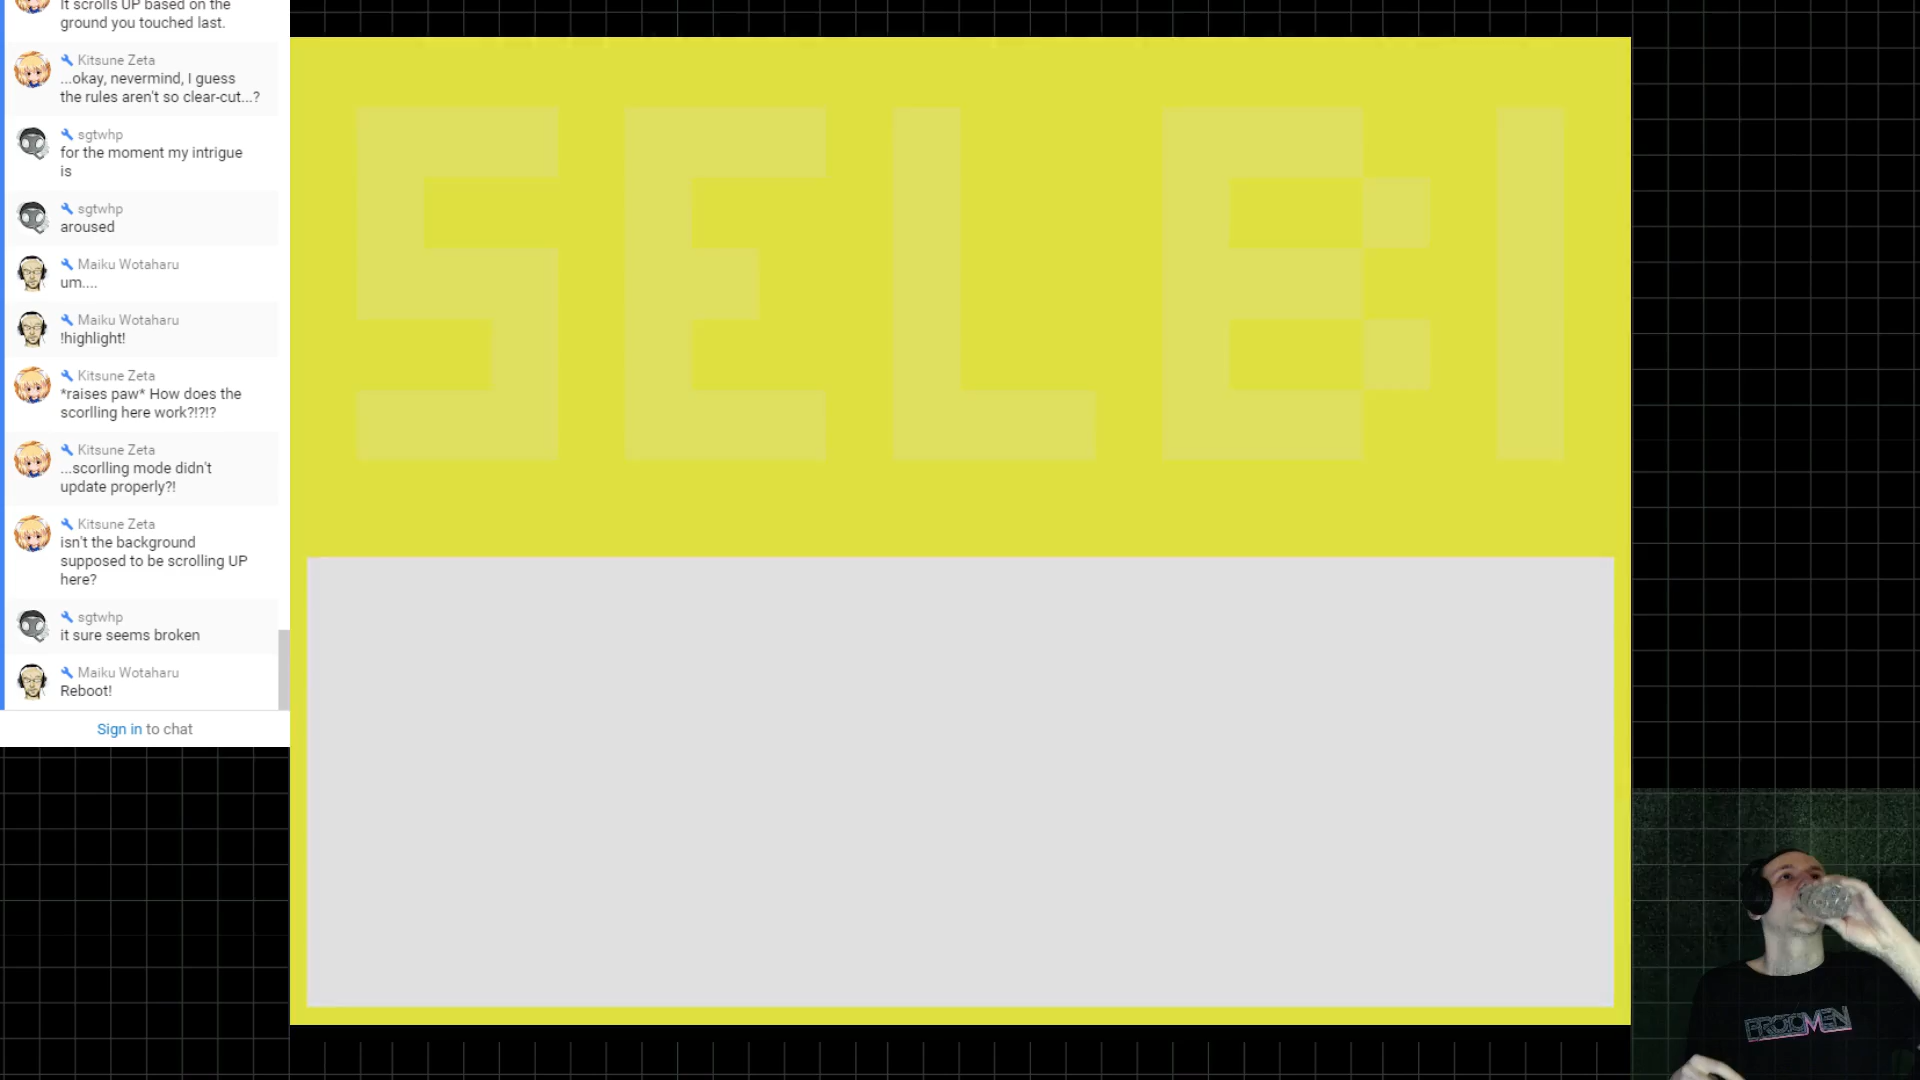 It scrolls UP based on the
ground you touched last.
Kitsune Zeta
...okay, nevermind, I guess
the rules aren't so clear-cut...?
sgtwhp
for the moment my intrigue
is
sgtwhp
aroused
Maiku Wotaharu
um....
Maiku Wotaharu
!highlight!
Kitsune Zeta
*raises paw* How does the
scorlling here work?!?!?
Kitsune Zeta
...scorlling mode didn't
update properly?!
Kitsune Zeta
isn't the background
supposed to be scrolling UP
here?
sgtwhp
it sure seems broken
Maiku Wotaharu
Reboot!
Sign in to chat
SELBI
PROTOMEN